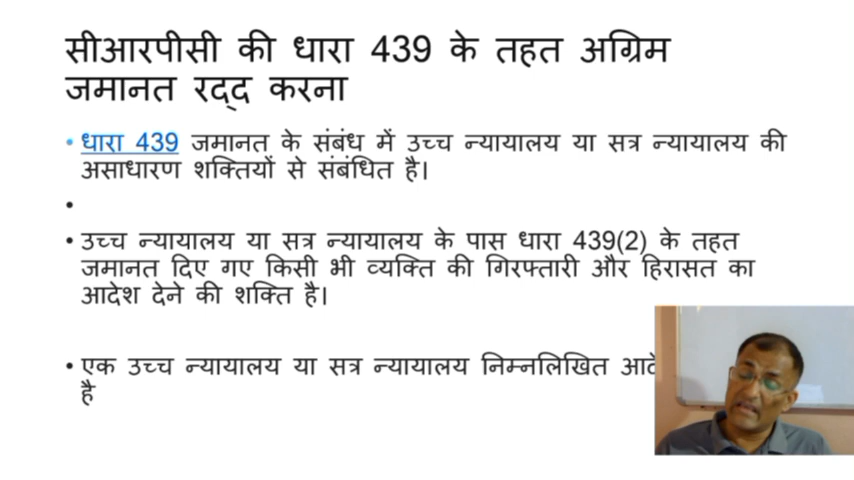 सीआरपीसी की धारा 439 के तहत अग्रिम
जमानत रद्द करना
• धारा 439 जमानत के संबंध में उच्च न्यायालय या सत्र न्यायालय की
असाधारण शक्तियों से संबंधित है।
•
• उच्च न्यायालय या सत्र न्यायालय के पास धारा 439(2) के तहत
जमानत दिए गए किसी भी व्यक्ति की गिरफ्तारी और हिरासत का
आदेश देने की शक्ति है।
• एक उच्च न्यायालय या सत्र न्यायालय निम्नलिखित
है